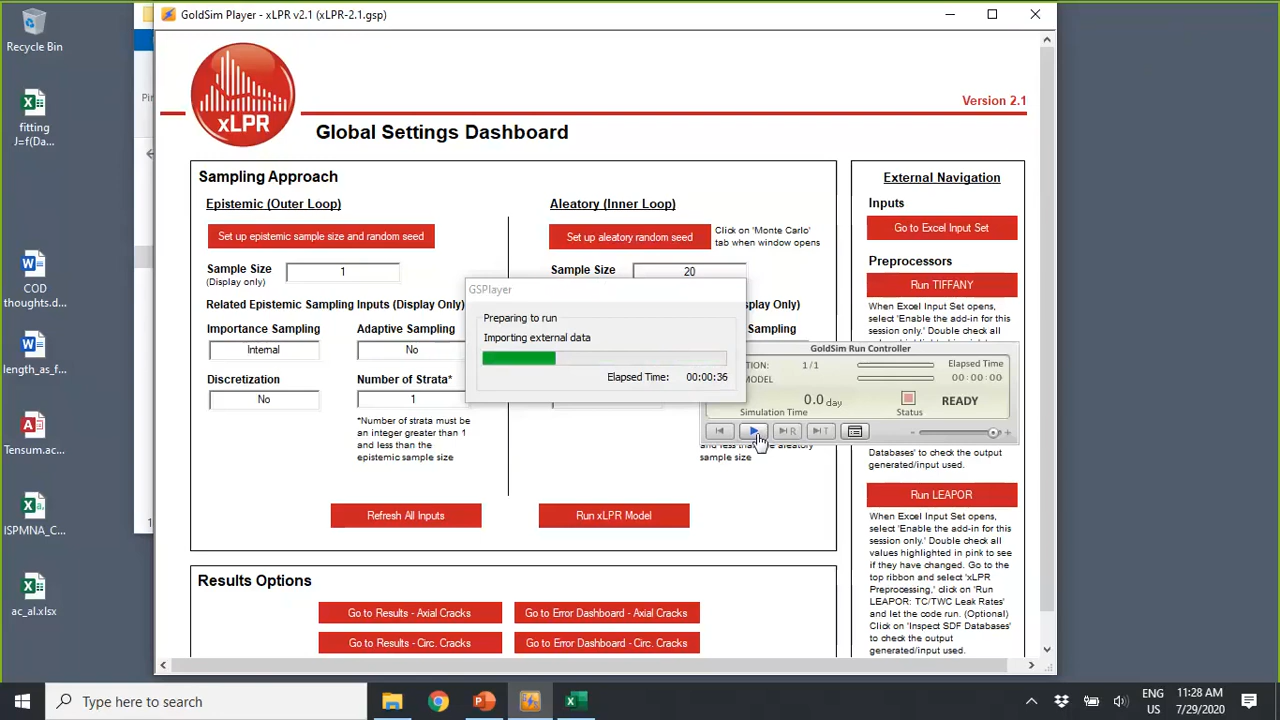 Recycle Bin
fitting
J=f(Da...
COD
thoughts.d...
length_as_f...
Tensum.ac...
ISPMNA_C...
ac_al.xlsx
GoldSim Player - xLPR v2.1 (xLPR-2.1.gsp)
xLPR
Version 2.1
Global Settings Dashboard
Sampling Approach
Epistemic (Outer Loop)
Set up epistemic sample size and random seed
Sample Size
(Display only)
1
Related Epistemic Sampling Inputs (Display Only)
Importance Sampling
Adaptive Sampling
Internal
No
Discretization
Number of Strata*
No
1
*Number of strata must be
an integer greater than 1
and less than the
epistemic sample size
Aleatory (Inner Loop)
Set up aleatory random seed
Click on 'Monte Carlo'
tab when window opens
Sample Size
20
sample size
Refresh All Inputs
Run xLPR Model
GSPlayer
Preparing to run
Importing external data
Elapsed Time:
00:00:36
GoldSim Run Controller
1/1
Elapsed Time
MODEL
00:00:00
0.0 day
Simulation Time
Status
READY
R
T
- +
External Navigation
Inputs
Go to Excel Input Set
Preprocessors
Run TIFFANY
When Excel Input Set opens,
select 'Enable the add-in for this
session only.' Double check all
Databases' to check the output
generated/input used.
Run LEAPOR
When Excel Input Set opens,
select 'Enable the add-in for this
session only.' Double check all
values highlighted in pink to see
if they have changed. Go to the
top ribbon and select 'xLPR
Preprocessing,' click on 'Run
LEAPOR: TC/TWC Leak Rates'
and let the code run. (Optional)
Click on 'Inspect SDF Databases'
to check the output
generated/input used.
Results Options
Go to Results - Axial Cracks
Go to Error Dashboard - Axial Cracks
Go to Results - Circ. Cracks
Go to Error Dashboard - Circ. Cracks
Type here to search
ENG
US
11:28 AM
7/29/2020